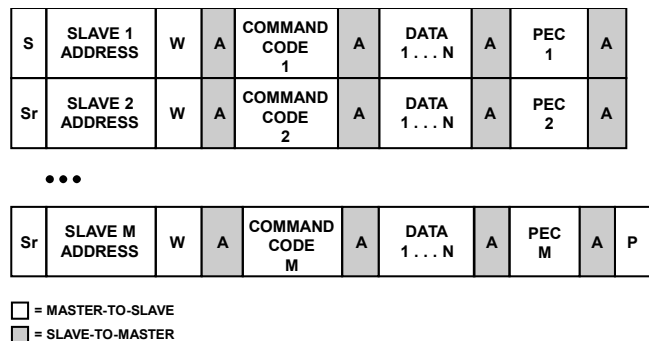 S SLAVE 1 ADDRESS W A COMMAND CODE 1 A DATA 1 . . . N A PEC 1 A
Sr SLAVE 2 ADDRESS W A COMMAND CODE 2 A DATA 1 . . . N A PEC 2 A
•••
Sr SLAVE M ADDRESS W A COMMAND CODE M A DATA 1 . . . N A PEC M A P
= MASTER-TO-SLAVE
= SLAVE-TO-MASTER